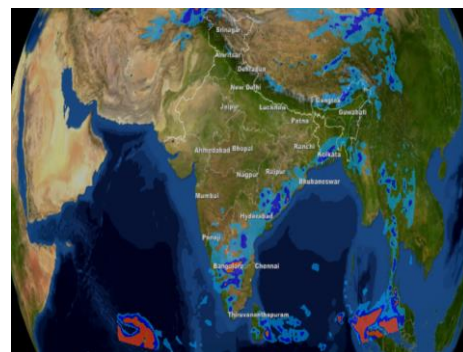 Srinagar
Amritsar
Dehradun
New Delhi
Jaipur
Lucknow
Gangtok
Patna
Guwahati
Ahmedabad Bhopal
Ranchi
Kolkata
Nagpur
Raipur
Mumbai
Bhubaneswar
Hyderabad
Panaji
Chennai
Thiruvananthapuram